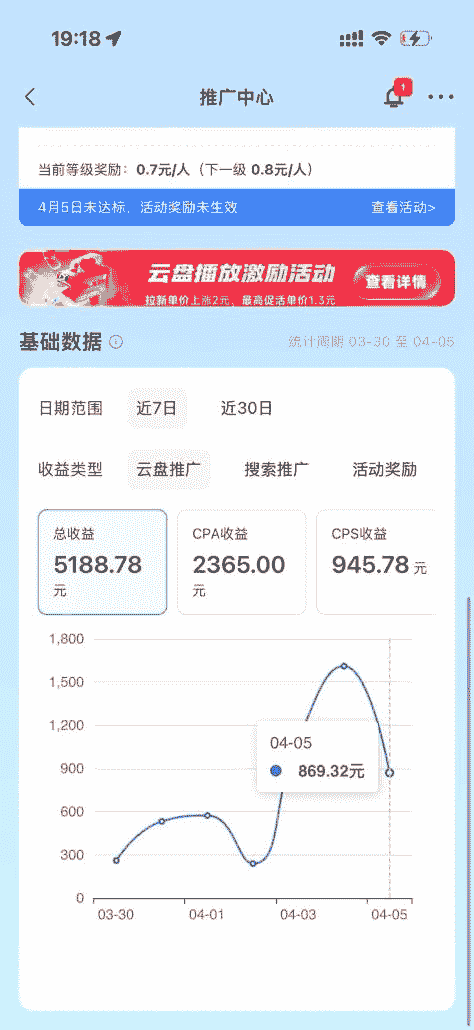 19:18
推广中心
1
当前等级奖励：0.7元/人（下一级 0.8元/人）
4月5日未达标，活动奖励未生效 查看活动>
云盘播放激励活动
拉新单价上涨2元、最高促活单价1.3元
查看详情
基础数据 统计周期 03-30 至 04-05
日期范围 近7日 近30日
收益类型 云盘推广 搜索推广 活动奖励
总收益 CPA收益 CPS收益
5188.78 2365.00 945.78 元
元 元
1,800
1,500
1,200
04-05
900
869.32元
600
300
0
03-30 04-01 04-03 04-05